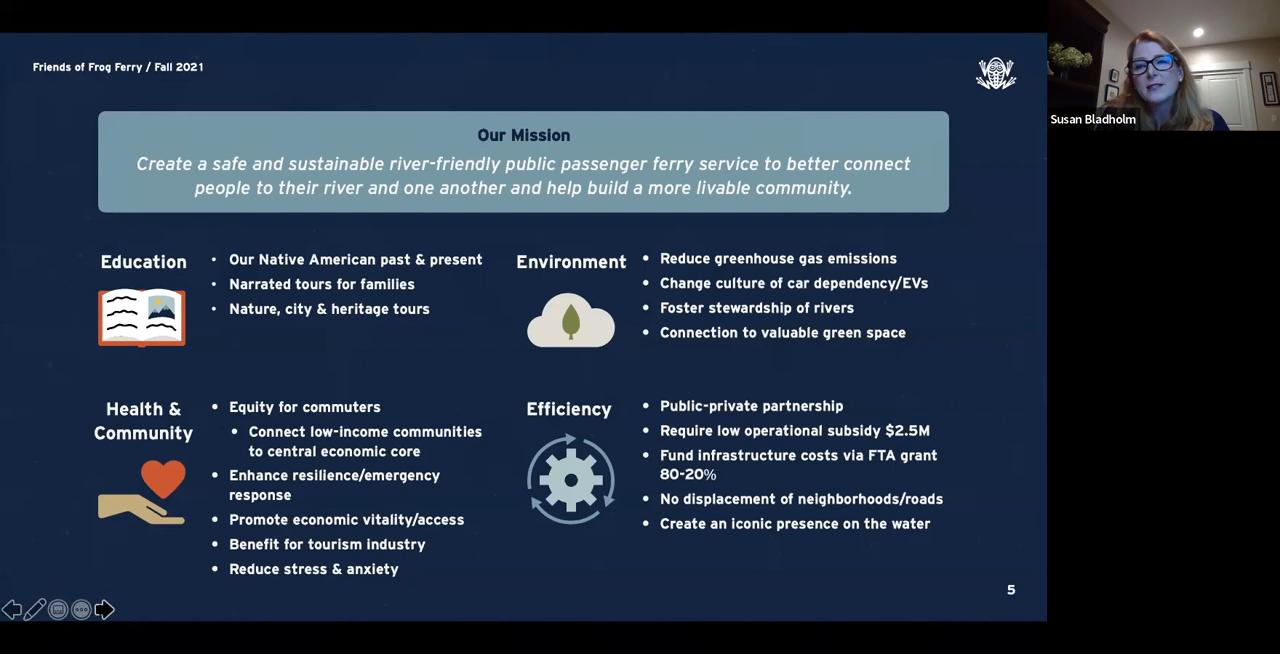 Friends of Frog Ferry / Fall 2021
Our Mission
Create a safe and sustainable river-friendly public passenger ferry service to better connect
people to their river and one another and help build a more livable community.
Education
• Our Native American past & present
• Narrated tours for families
• Nature, city & heritage tours
Environment
• Reduce greenhouse gas emissions
• Change culture of car dependency/EVs
• Foster stewardship of rivers
• Connection to valuable green space
Health &
Community
• Equity for commuters
• Connect low-income communities
to central economic core
• Enhance resilience/emergency
response
• Promote economic vitality/access
• Benefit for tourism industry
• Reduce stress & anxiety
Efficiency
• Public-private partnership
• Require low operational subsidy $2.5M
• Fund infrastructure costs via FTA grant
80-20%
• No displacement of neighborhoods/roads
• Create an iconic presence on the water
5
Susan Bladholm